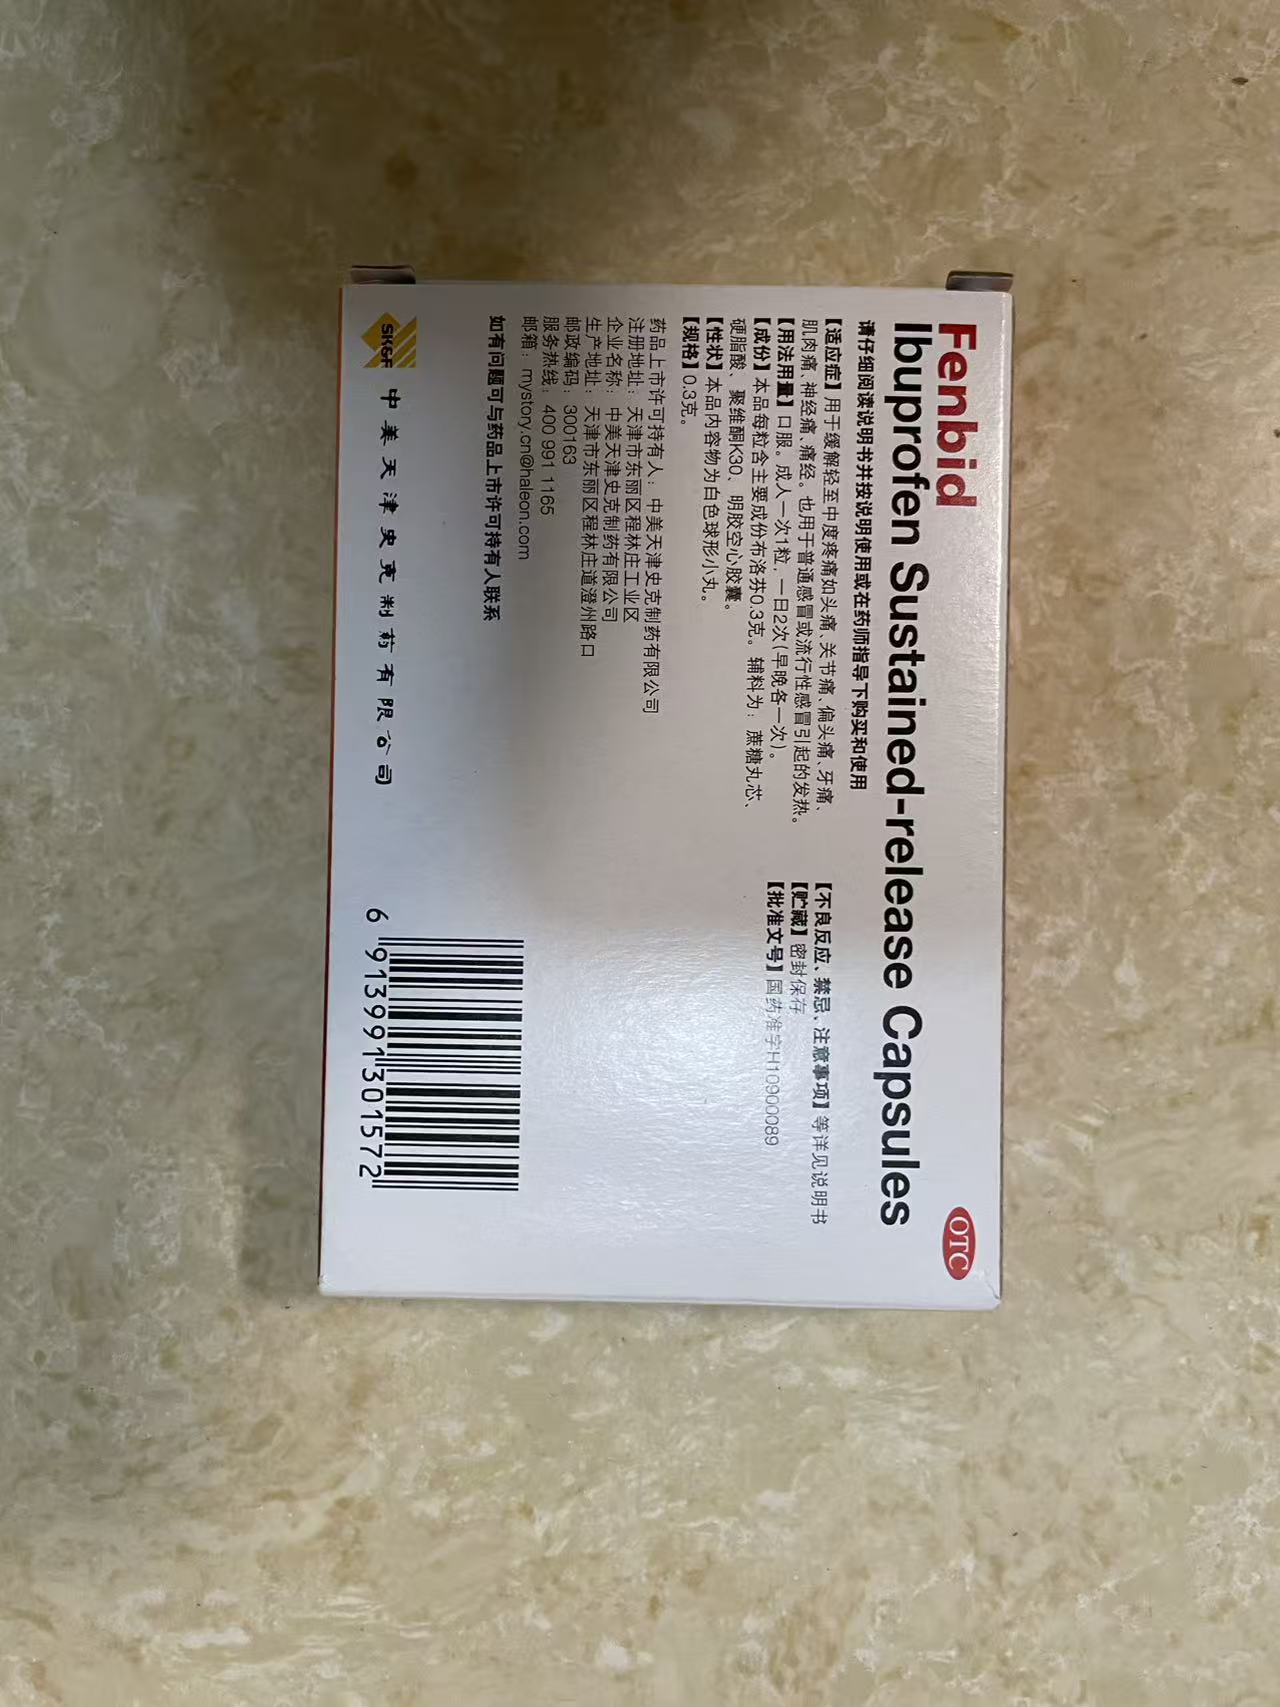 Fenbid
Ibuprofen Sustained-release Capsules
OTC
请仔细阅读说明书并按说明使用或在药师指导下购买和使用
【适应症】用于缓解轻至中度疼痛如头痛、关节痛、偏头痛、牙痛、
肌肉痛、神经痛、痛经。也用于普通感冒或流行性感冒引起的发热。
【用法用量】口服。成人一次1粒，一日2次(早晚各一次)。
【成份】本品每粒含主要成份布洛芬0.3克。辅料为：蔗糖丸芯、
硬脂酸、聚维酮K30、明胶空心胶囊。
【性状】本品内容物为白色球形小丸。
【规格】0.3克。
【不良反应、禁忌、注意事项】等详见说明书
【贮藏】密封保存
【批准文号】国药准字H10900089
药品上市许可持有人：中美天津史克制药有限公司
注册地址：天津市东丽区程林庄工业区
企业名称：中美天津史克制药有限公司
生产地址：天津市东丽区程林庄道澄州路口
邮政编码：300163
服务热线：400 991 1165
邮箱：mystory.cn@haleon.com
如有问题可与药品上市许可持有人联系
SK&F 中美天津史克制药有限公司
6 913991 301572